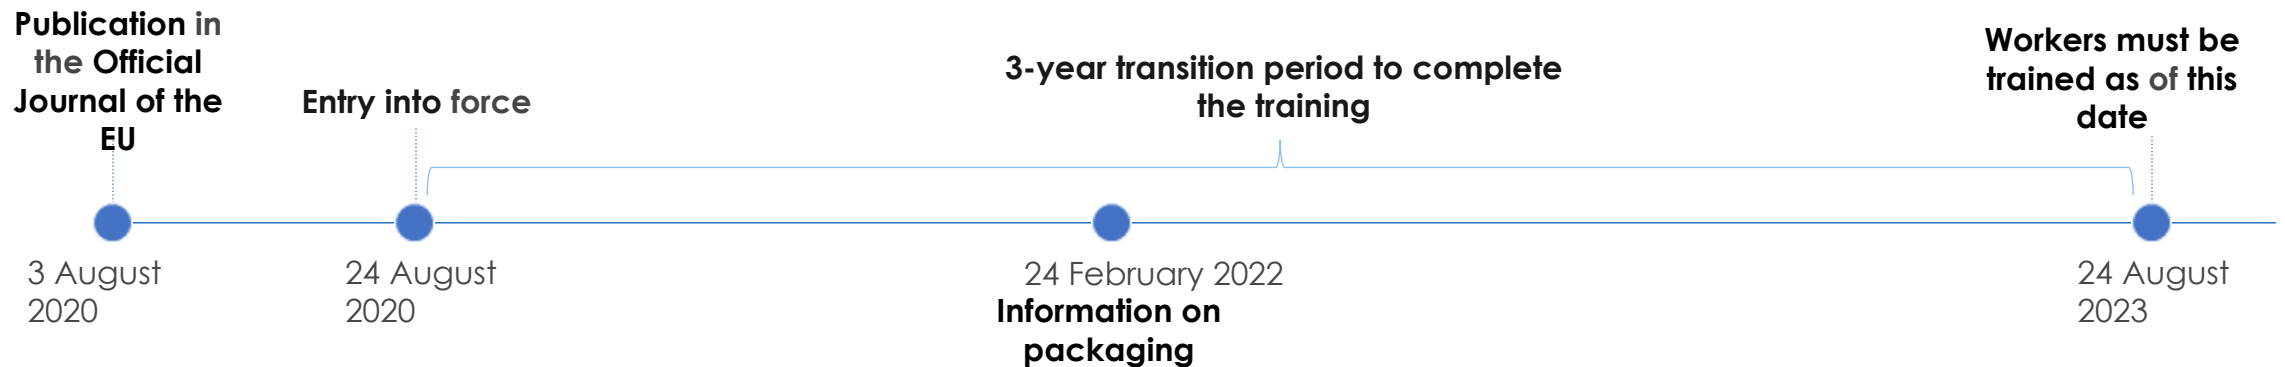 Publication in
the Official
Journal of the
EU
Entry into force
3-year transition period to complete
the training
Workers must be
trained as of this
date
3 August
2020
24 August
2020
24 February 2022
Information on
packaging
24 August
2023